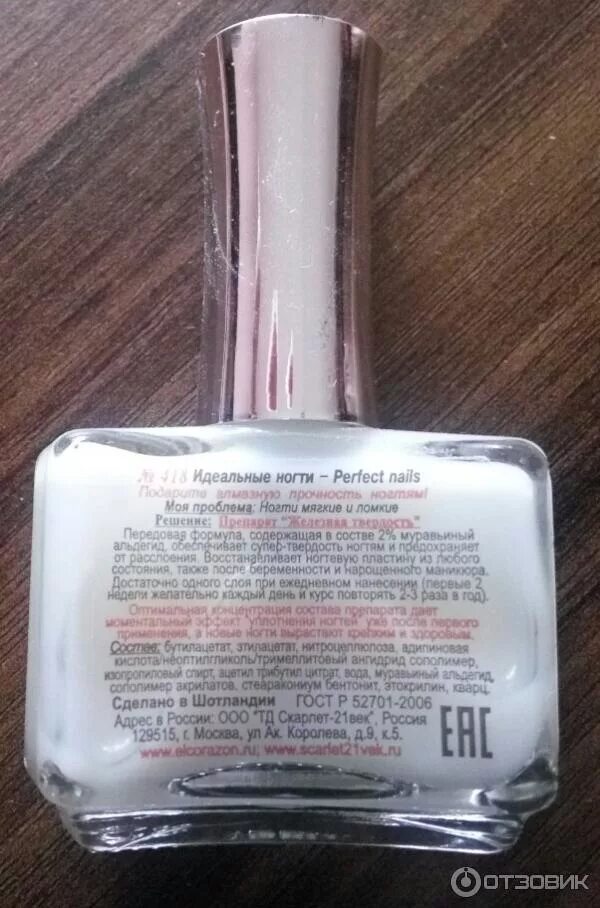 № 418 Идеальные ногти – Perfect nails
Подарите алмазную прочность ногтям!
Моя проблема: Ногти мягкие и ломкие
Решение: Препарат "Железная твердость"
Передовая формула, содержащая в состве 2% муравьиный
альдегид, обеспечивает супер-твердость ногтям и предохраняет
от расслоения. Восстанавливает ногтевую пластину из любого
состояния, также после беременности и нарощенного маникюра.
Достаточно одного слоя при ежедневном нанесении (первые 2
недели желательно каждый день и курс повторять 2-3 раза в год).
Оптимальная концентрация состава препарата дает
моментальный эффект "уплотнения ногтей" уже после первого
применения, а новые ногти вырастают крепким и здоровым.
Состав: бутилацетат, этилацетат, нитроцеллюлоза, адипиновая
кислота/неоптилгликоль/тримеллитовый ангидрид сополимер,
изопропиловый спирт, ацетил трибутил цитрат, вода, муравьиный альдегид,
сополимер акрилатов, стеаракониум бентонит, этокрилин, кварц.
Сделано в Шотландии ГОСТ Р 52701-2006
Адрес в России: ООО "ТД Скарлет-21век", Россия
129515, г. Москва, ул Ак. Королева, д.9, к.5.
www.elcorazon.ru; www.scarlet21vek.ru
EAC
ОТЗОВИК